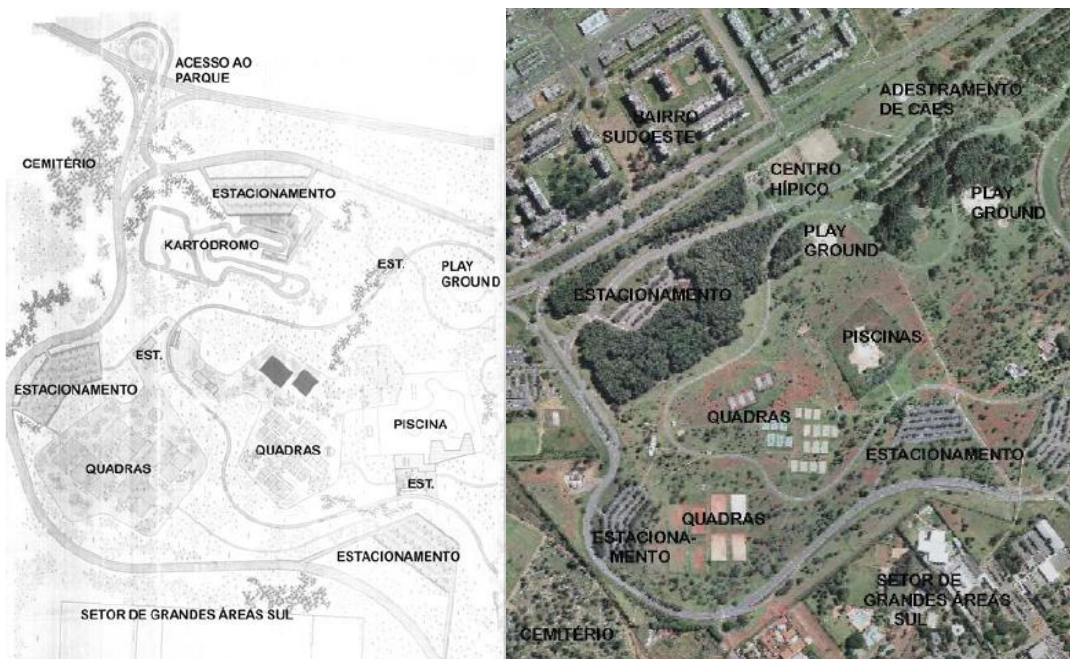 ACESSO AO
PARQUE
CEMITÉRIO
ESTACIONAMENTO
KARTÓDROMO
EST.
PLAY
GROUND
EST.
ESTACIONAMENTO
PISCINA
QUADRAS
QUADRAS
EST.
ESTACIONAMENTO
SETOR DE GRANDES ÁREAS SUL
BAIRRO
SUDOESTE
ADESTRAMENTO
DE CAES
CENTRO
HÍPICO
PLAY
GROUND
PLAY
GROUND
ESTACIONAMENTO
PISCINAS
QUADRAS
ESTACIONAMENTO
QUADRAS
ESTACIONA-
MENTO
SETOR DE
GRANDES ÁREAS
SUL
CEMITÉRIO